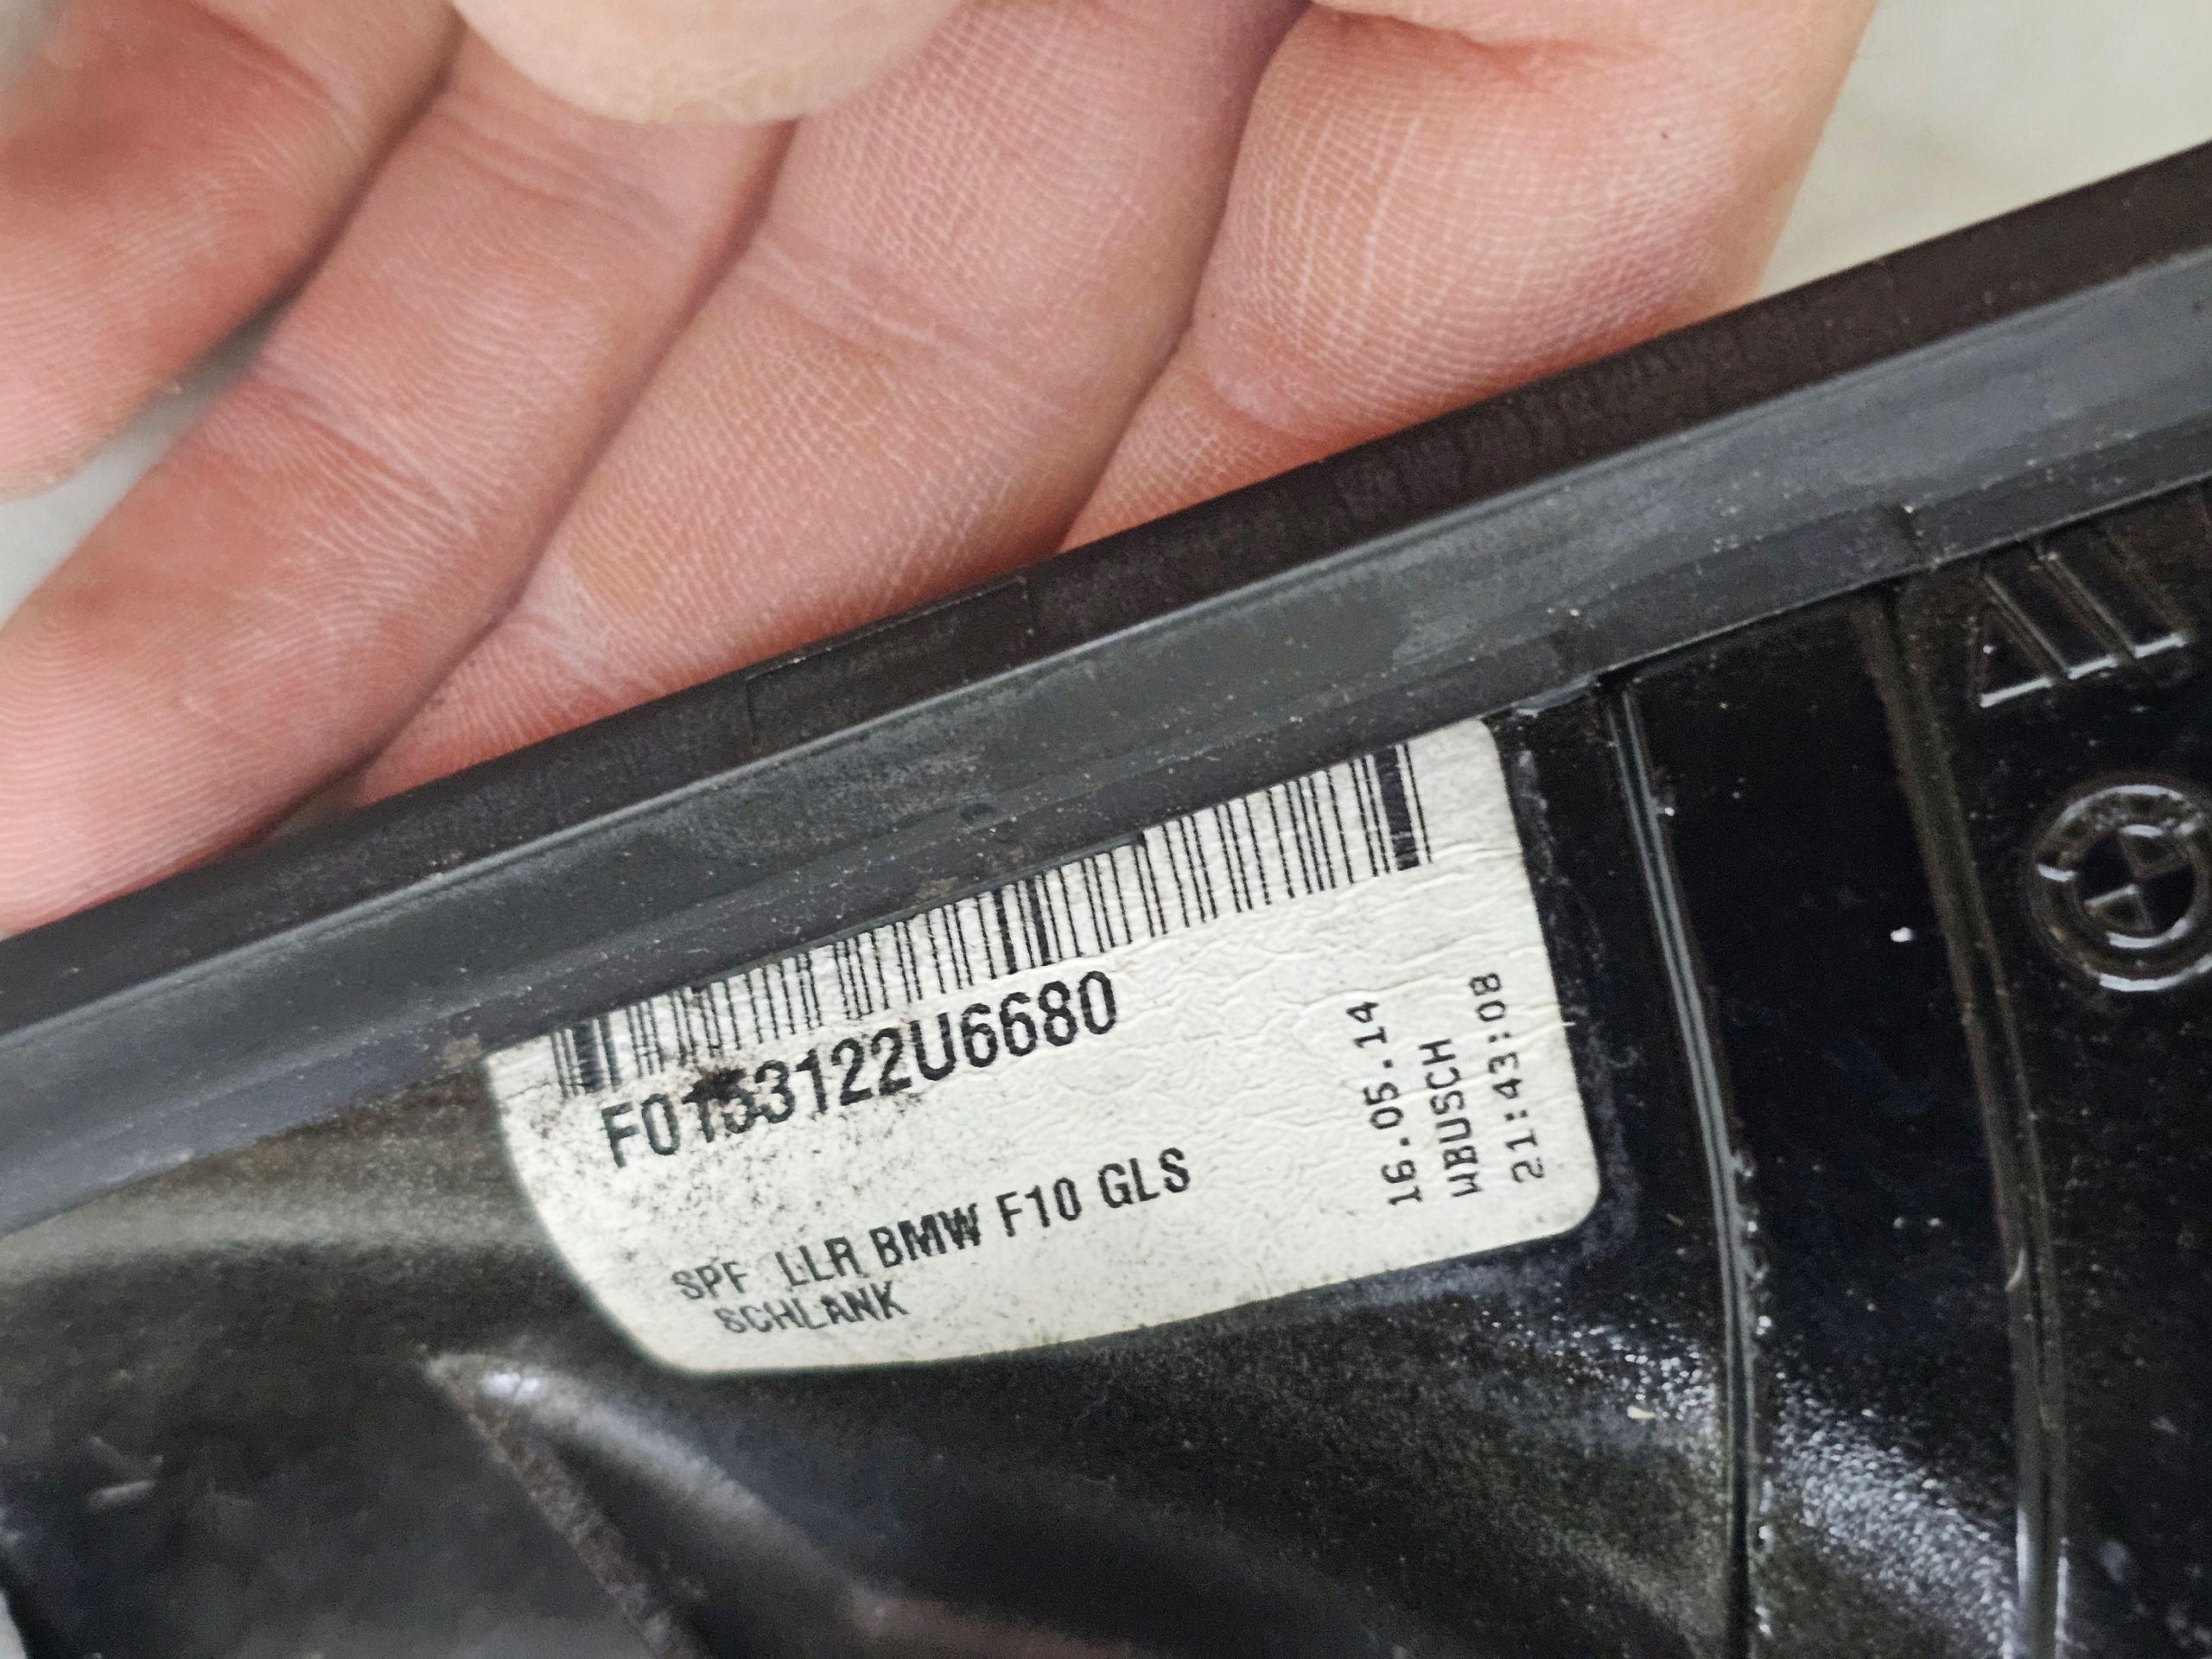 F0153122U6680
SPF LLR BMW F10 GLS
SCHLANK
16.05.14
WBUSCH
21:43:08